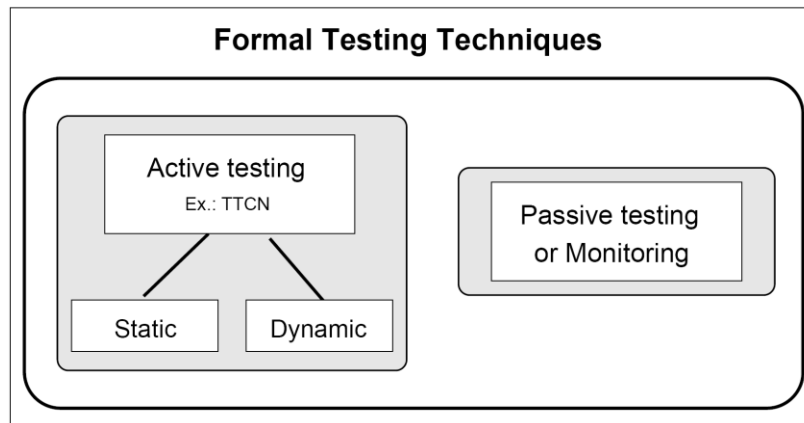 Formal Testing Techniques
Active testing
Ex.: TTCN
Static
Dynamic
Passive testing
or Monitoring